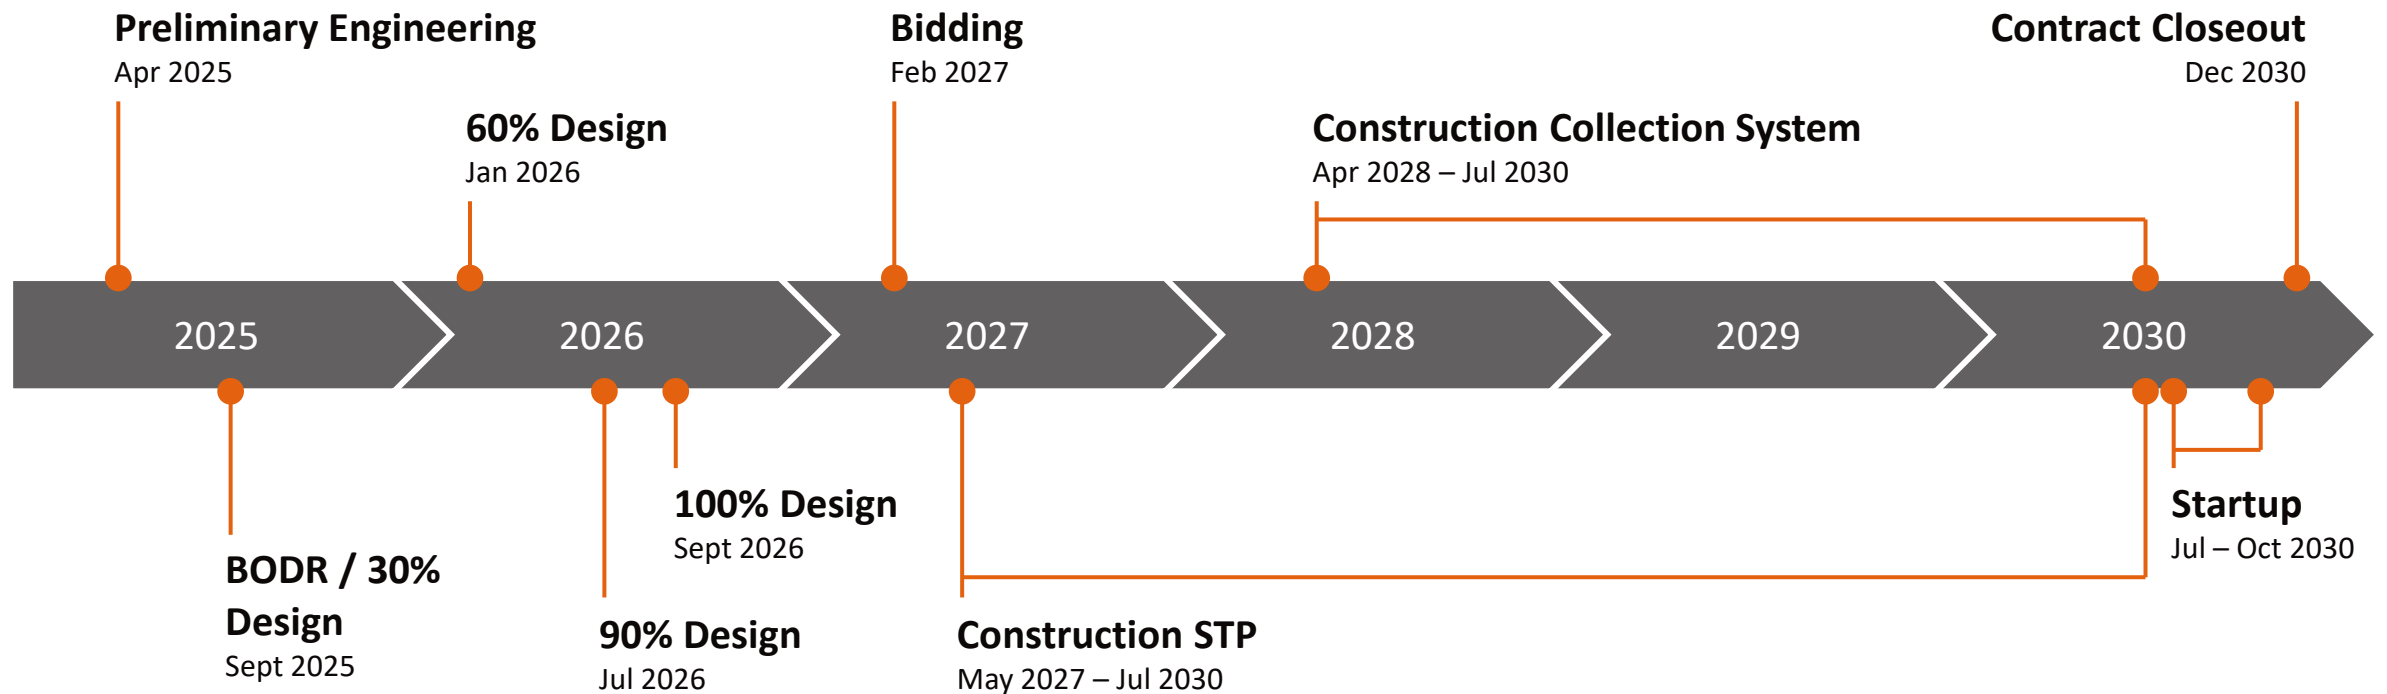 Preliminary Engineering
Apr 2025
Bidding
Feb 2027
Contract Closeout
Dec 2030
60% Design
Jan 2026
Construction Collection System
Apr 2028 – Jul 2030
2025
2026
2027
2028
2029
2030
100% Design
Sept 2026
Startup
Jul – Oct 2030
BODR / 30%
Design
Sept 2025
90% Design
Jul 2026
Construction STP
May 2027 – Jul 2030